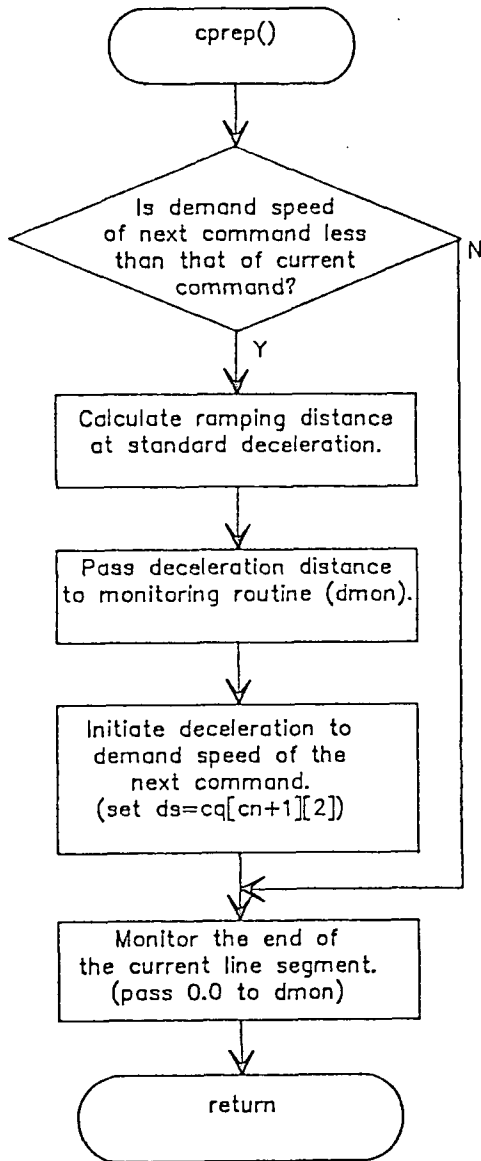 cprep()
Is demand speed
of next command less
than that of current
command?
N
Y
Calculate ramping distance
at standard deceleration.
Pass deceleration distance
to monitoring routine (dmon).
Initiate deceleration to
demand speed of the
next command.
(set ds=cq[cn+1][2])
Monitor the end of
the current line segment.
(pass 0.0 to dmon)
return